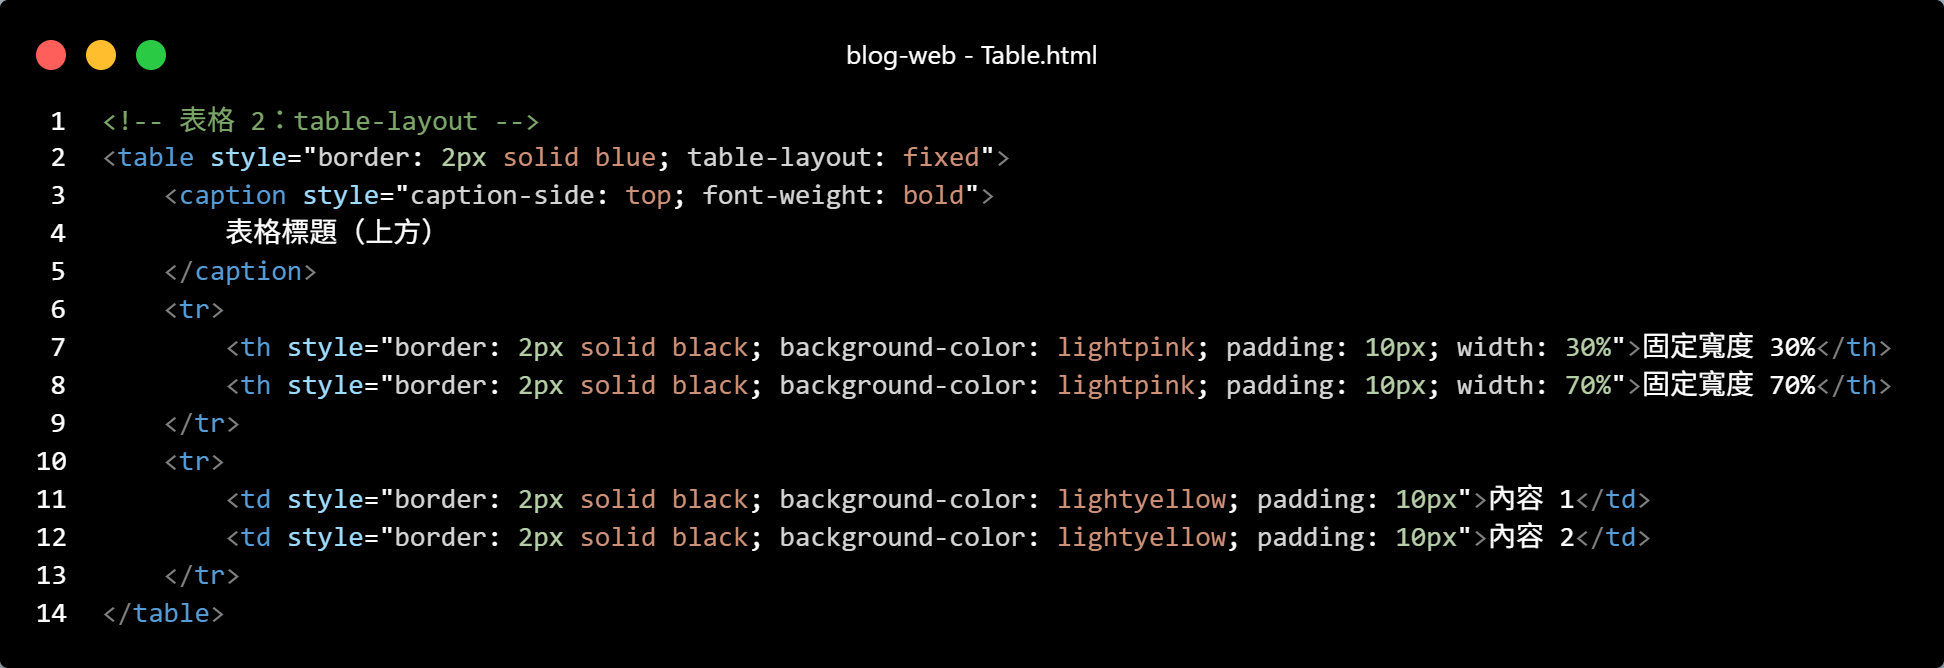 blog-web - Table.html
1 <!-- 表格 2：table-layout -->
2 <table style="border: 2px solid blue; table-layout: fixed">
3     <caption style="caption-side: top; font-weight: bold">
4         表格標題（上方）
5     </caption>
6     <tr>
7         <th style="border: 2px solid black; background-color: lightpink; padding: 10px; width: 30%">固定寬度 30%</th>
8         <th style="border: 2px solid black; background-color: lightpink; padding: 10px; width: 70%">固定寬度 70%</th>
9     </tr>
10     <tr>
11         <td style="border: 2px solid black; background-color: lightyellow; padding: 10px">內容 1</td>
12         <td style="border: 2px solid black; background-color: lightyellow; padding: 10px">內容 2</td>
13     </tr>
14 </table>